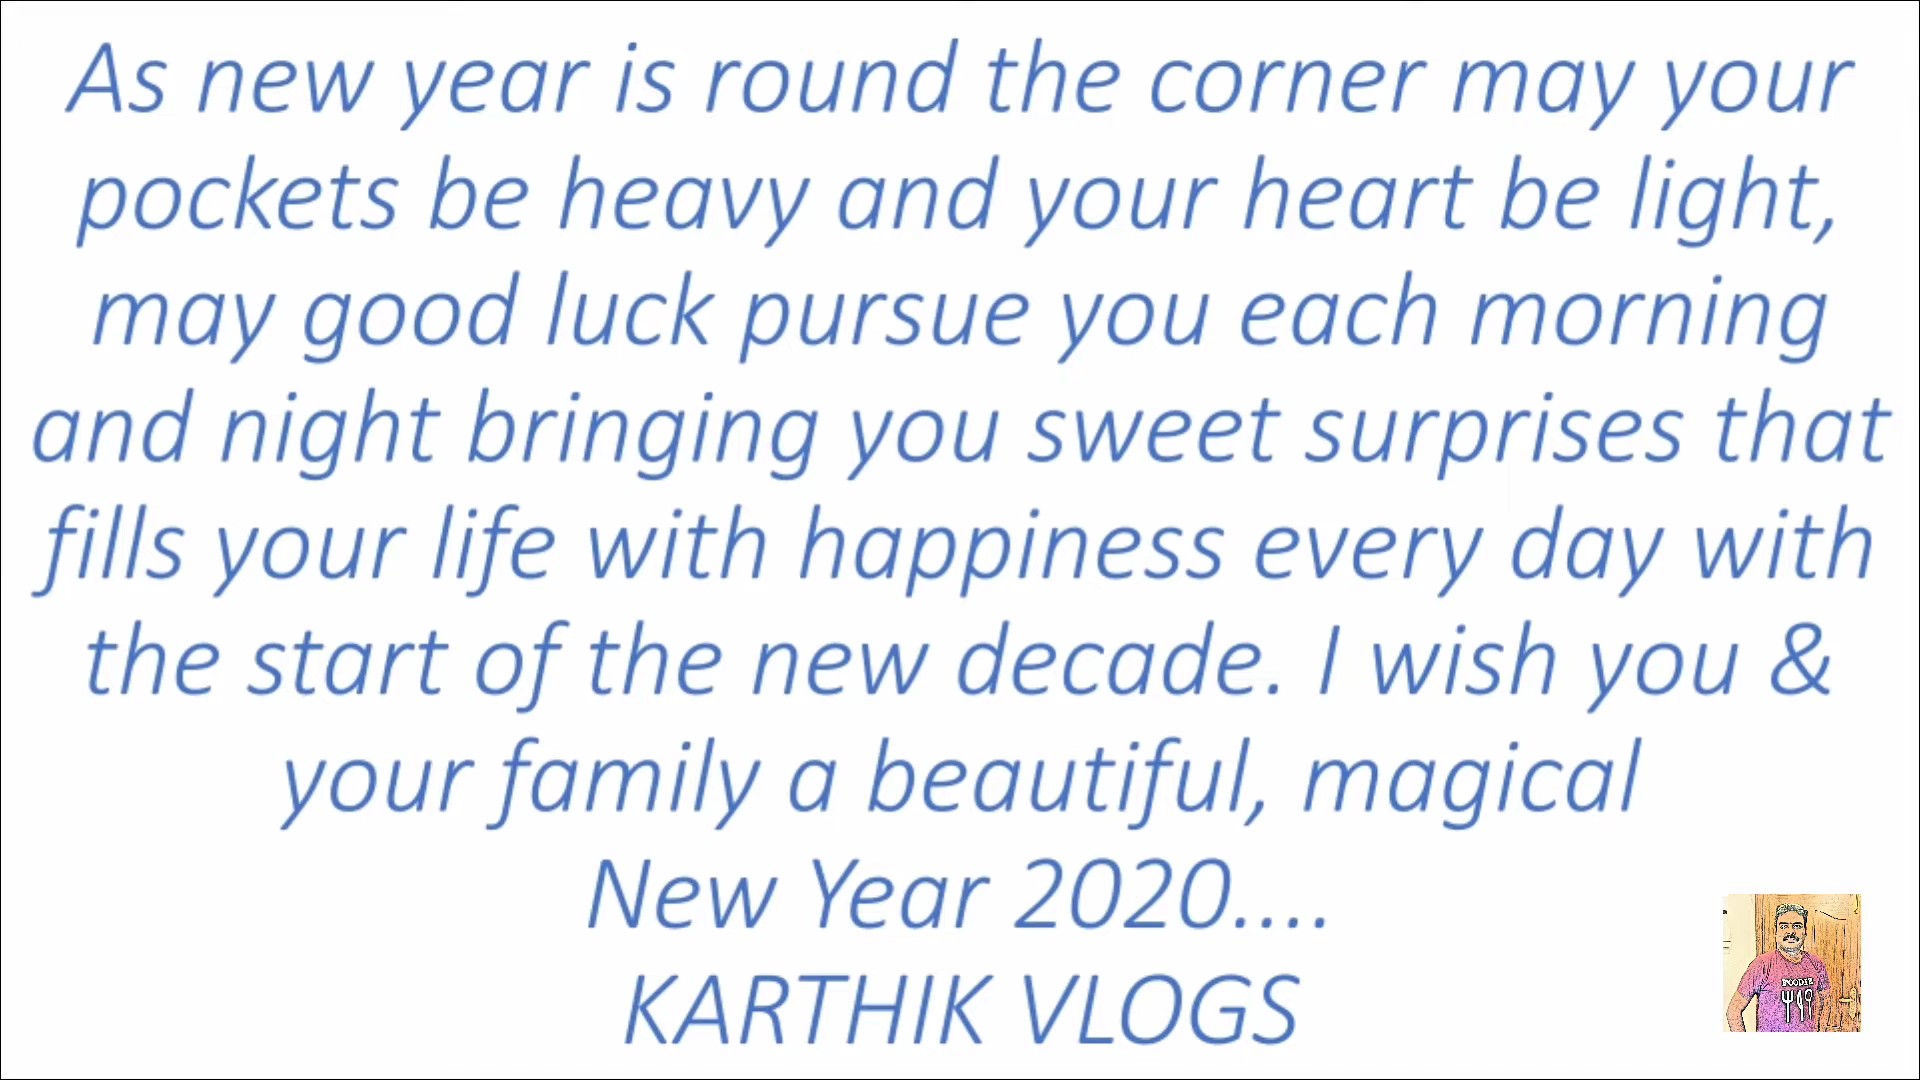 As new year is round the corner may your
pockets be heavy and your heart be light,
may good luck pursue you each morning
and night bringing you sweet surprises that
fills your life with happiness every day with
the start of the new decade. I wish you &
your family a beautiful, magical
New Year 2020....
KARTHIK VLOGS
FOODIE